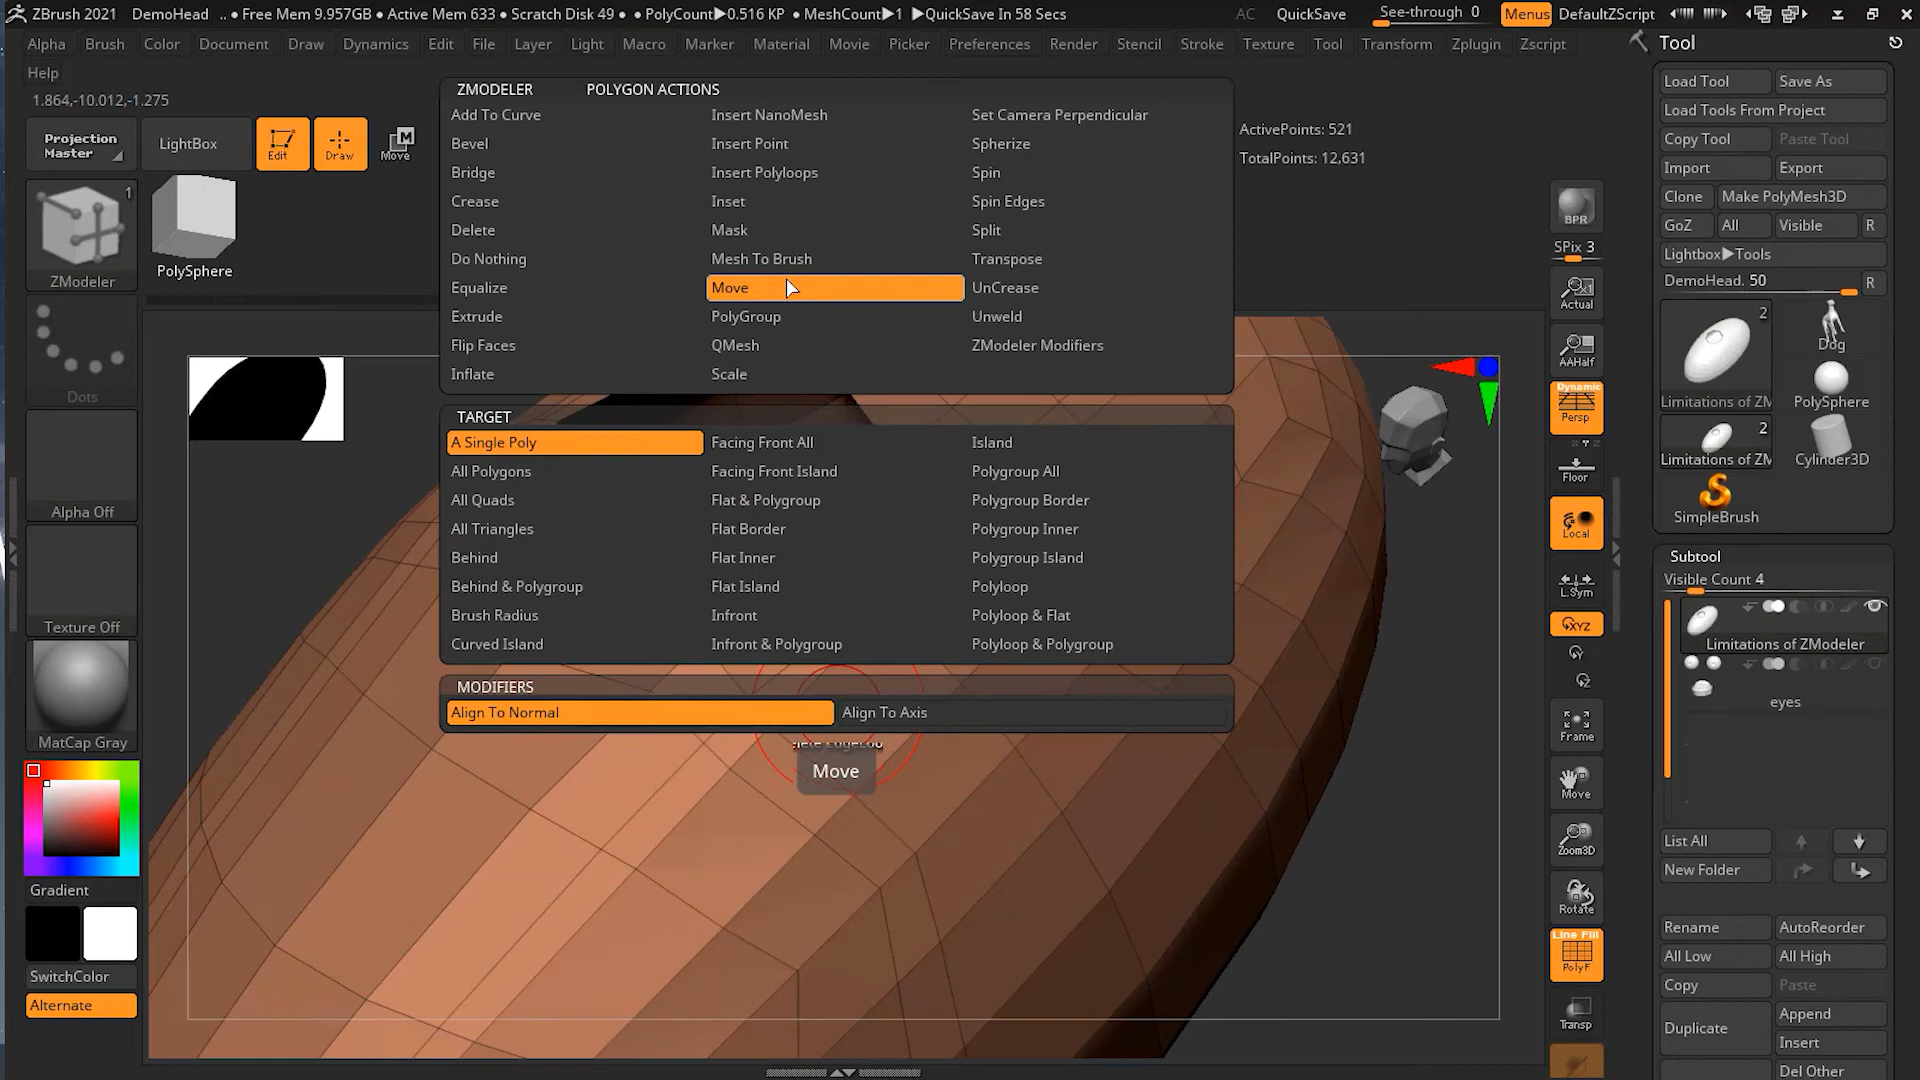 ZBrush 2021 DemoHead .. • Free Mem 9.957GB • Active Mem 633 • Scratch Disk 49 • • PolyCount▶0.516 KP • MeshCount▶1 ▶QuickSave In 58 Secs AC QuickSave See-through 0 Menus DefaultZScript
Alpha Brush Color Document Draw Dynamics Edit File Layer Light Macro Marker Material Movie Picker Preferences Render Stencil Stroke Texture Tool Transform Zplugin Zscript
Help
1.864,-10.012,-1.275
Projection
Master
LightBox
Edit
Draw
Move
M
1
ZModeler
PolySphere
Dots
Alpha Off
Texture Off
MatCap Gray
Gradient
SwitchColor
Alternate
ZMODELER POLYGON ACTIONS
Add To Curve Insert NanoMesh Set Camera Perpendicular
Bevel Insert Point Spherize
Bridge Insert Polyloops Spin
Crease Inset Spin Edges
Delete Mask Split
Do Nothing Mesh To Brush Transpose
Equalize Move UnCrease
Extrude PolyGroup Unweld
Flip Faces QMesh ZModeler Modifiers
Inflate Scale
TARGET
A Single Poly Facing Front All Island
All Polygons Facing Front Island Polygroup All
All Quads Flat & Polygroup Polygroup Border
All Triangles Flat Border Polygroup Inner
Behind Flat Inner Polygroup Island
Behind & Polygroup Flat Island Polyloop
Brush Radius Infront Polyloop & Flat
Curved Island Infront & Polygroup Polyloop & Polygroup
MODIFIERS
Align To Normal Align To Axis
Move
ActivePoints: 521
TotalPoints: 12,631
BPR
SPix 3
Actual
AAHalf
Dynamic
Persp
Floor
Local
L.Sym
XYZ
Frame
Move
Zoom3D
Rotate
Line Fill
PolyF
Transp
Tool
Load Tool Save As
Load Tools From Project
Copy Tool Paste Tool
Import Export
Clone Make PolyMesh3D
GoZ All Visible R
Lightbox▶Tools
DemoHead. 50 R
2
Limitations of ZM
Dog
PolySphere
2
Limitations of ZM
Cylinder3D
SimpleBrush
Subtool
Visible Count 4
Limitations of ZModeler
eyes
List All
New Folder
Rename AutoReorder
All Low All High
Copy Paste
Duplicate Append
Insert
Del Other